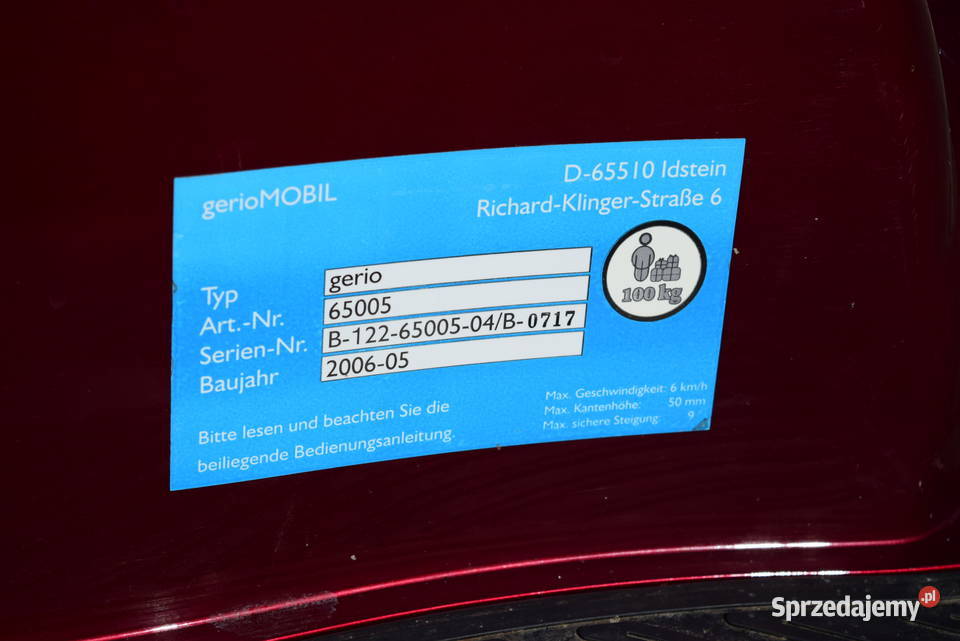 gerioMOBIL
D-65510 Idstein
Richard-Klinger-Straße 6
Typ gerio
Art.-Nr. 65005
Serien-Nr. B-122-65005-04/B-0717
Baujahr 2006-05
100 kg
Bitte lesen und beachten Sie die
beiliegende Bedienungsanleitung.
Max. Geschwindigkeit: 6 km/h
Max. Kantenhöhe: 50 mm
Max. sichere Steigung: 9
Sprzedajemy.pl